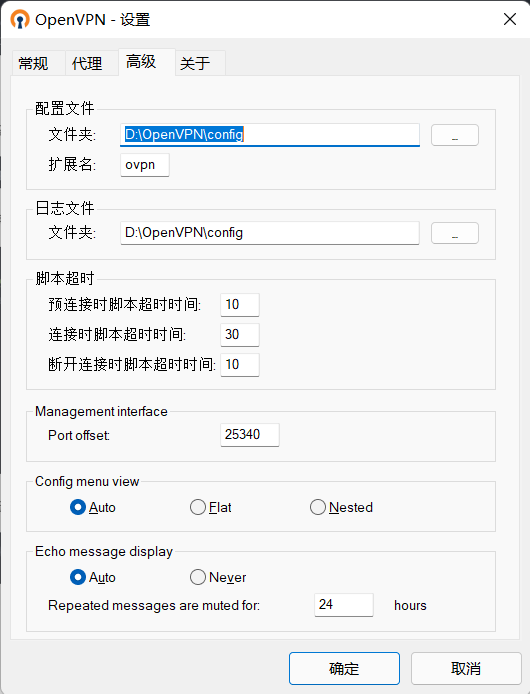 OpenVPN - 设置
常规 代理 高级 关于
配置文件
文件夹: D:\OpenVPN\config ...
扩展名: ovpn
日志文件
文件夹: D:\OpenVPN\config ...
脚本超时
预连接时脚本超时时间: 10
连接时脚本超时时间: 30
断开连接时脚本超时时间: 10
Management interface
Port offset: 25340
Config menu view
Auto Flat Nested
Echo message display
Auto Never
Repeated messages are muted for: 24 hours
确定 取消